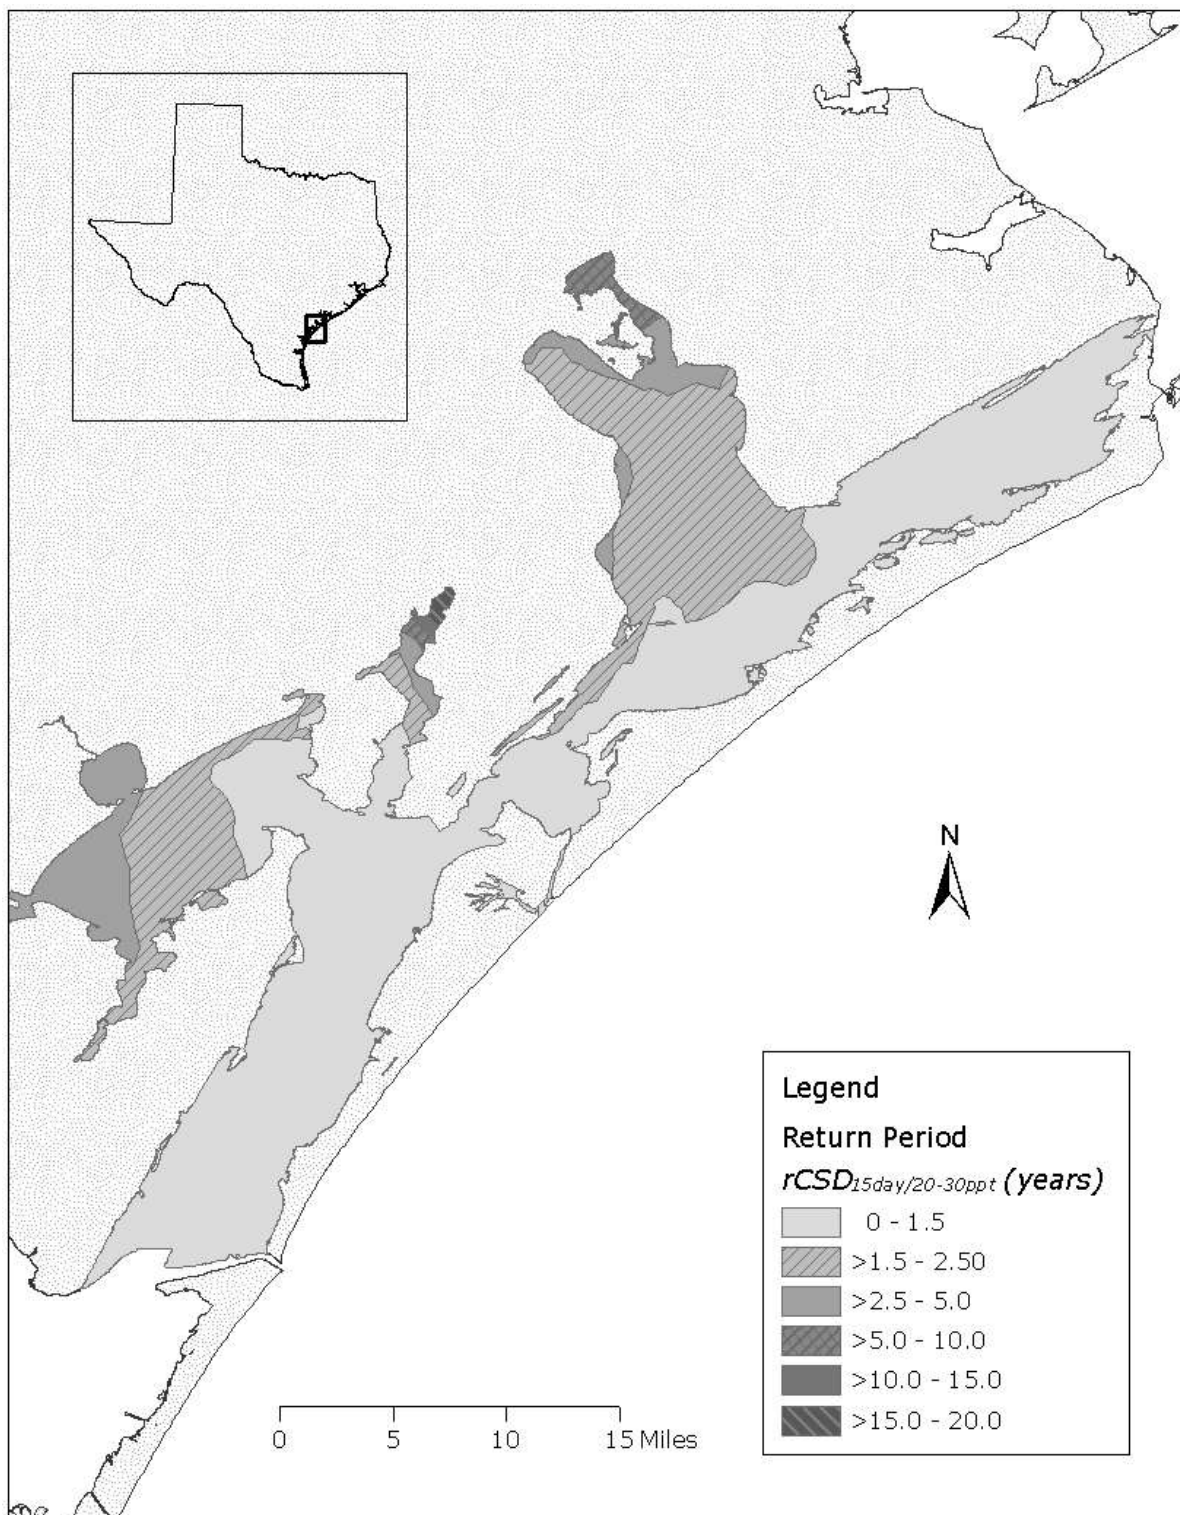 N
Legend
Return Period
rCSD15day/20-30ppt (years)
0 - 1.5
>1.5 - 2.50
>2.5 - 5.0
>5.0 - 10.0
>10.0 - 15.0
>15.0 - 20.0
0 5 10 15 Miles